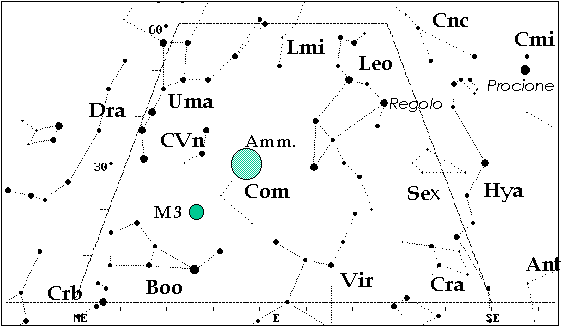 60°
Cnc
Cmi
Lmi
Leo
Procione
Dra
Uma
Regolo
CVn
Amm.
30°
Com
Sex
Hya
M3
Ant
Crb
Boo
Vir
Cra
NE
E
SE